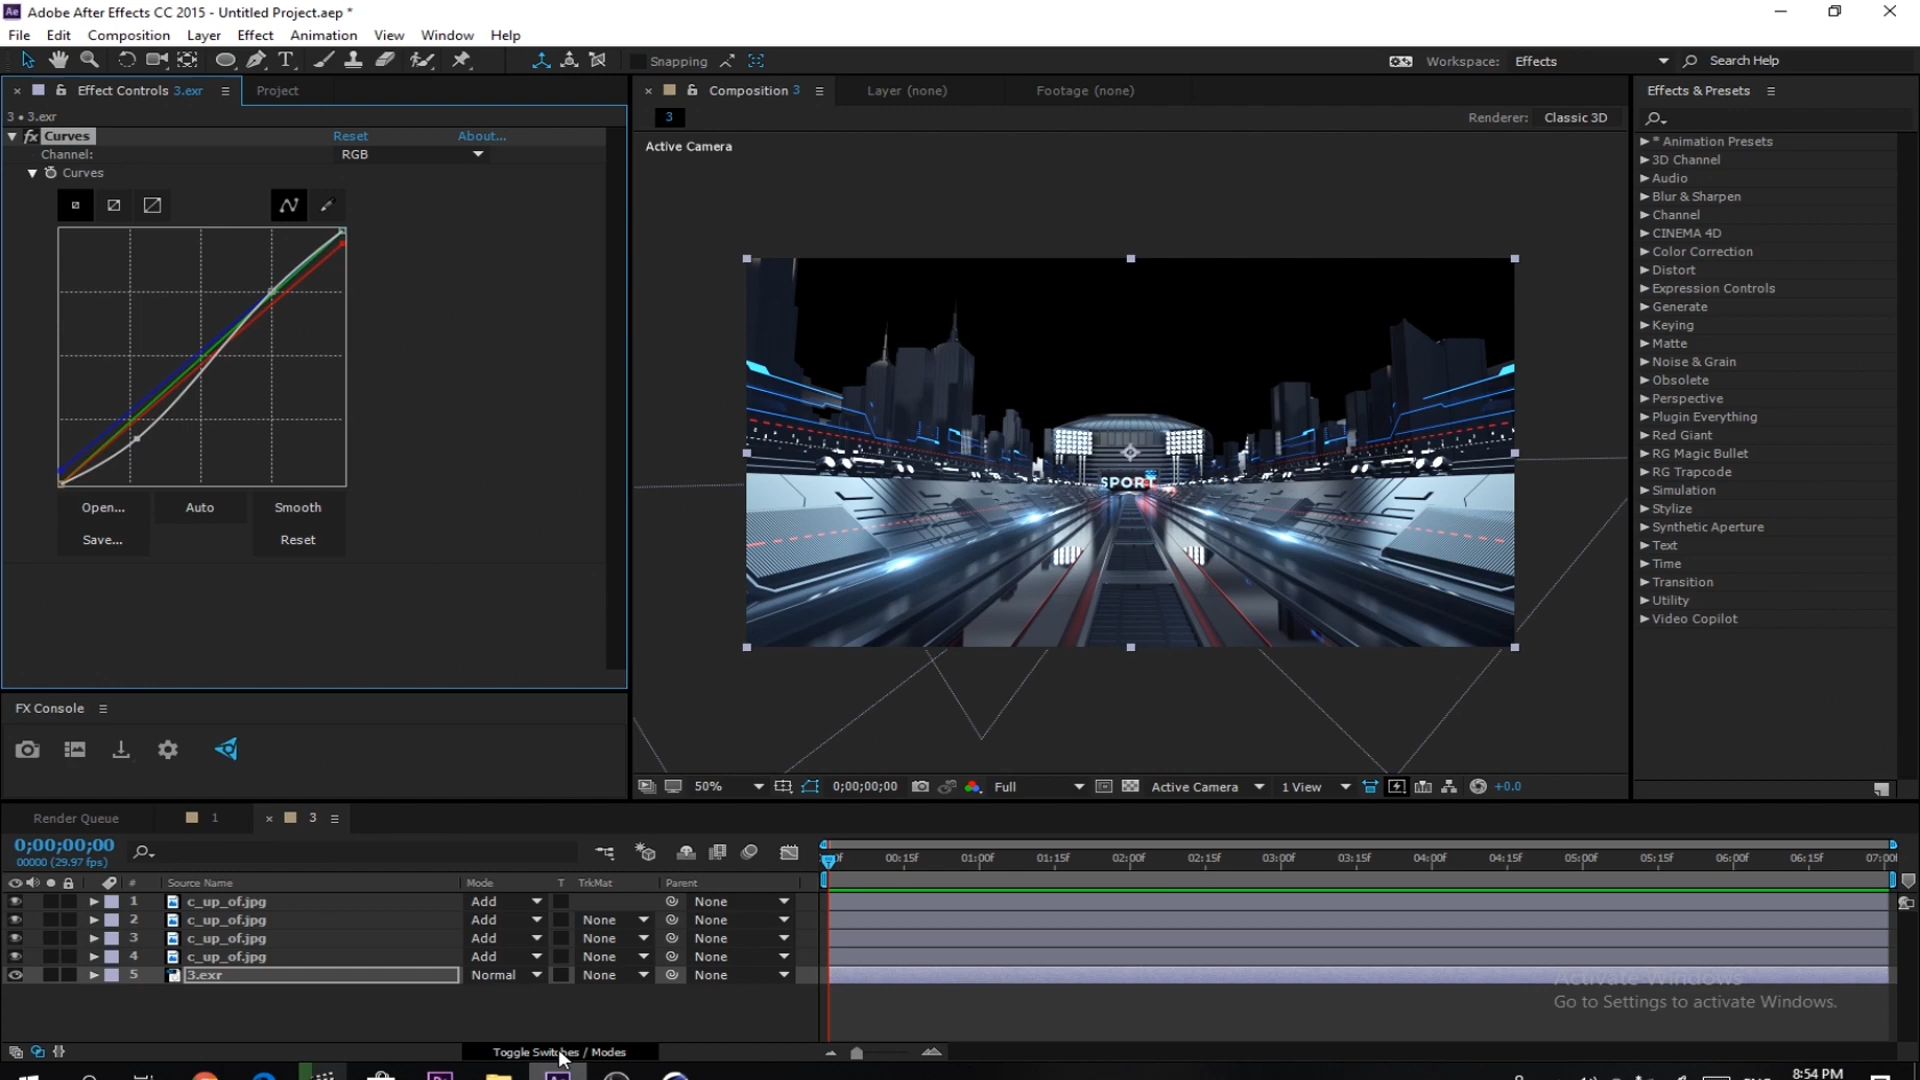 Adobe After Effects CC 2015 - Untitled Project.aep *
File Edit Composition Layer Effect Animation View Window Help
Snapping
Workspace: Effects
Search Help
Effect Controls 3.exr
Project
3 • 3.exr
fx Curves Reset About...
Channel: RGB
Curves
Open... Auto Smooth
Save... Reset
FX Console
Composition 3
Layer (none)
Footage (none)
3
Renderer: Classic 3D
Active Camera
SPORT
50% 0;00;00;00 Full Active Camera 1 View +0.0
Effects & Presets
* Animation Presets
3D Channel
Audio
Blur & Sharpen
Channel
CINEMA 4D
Color Correction
Distort
Expression Controls
Generate
Keying
Matte
Noise & Grain
Obsolete
Perspective
Plugin Everything
Red Giant
RG Magic Bullet
RG Trapcode
Simulation
Stylize
Synthetic Aperture
Text
Time
Transition
Utility
Video Copilot
Render Queue 1 3
0;00;00;00
00000 (29.97 fps)
00:15f 01:00f 01:15f 02:00f 02:15f 03:00f 03:15f 04:00f 04:15f 05:00f 05:15f 06:00f 06:15f 07:00f
# Source Name Mode T TrkMat Parent
1 c_up_of.jpg Add None
2 c_up_of.jpg Add None None
3 c_up_of.jpg Add None None
4 c_up_of.jpg Add None None
5 3.exr Normal None None
Activate Windows
Go to Settings to activate Windows.
Toggle Switches / Modes
8:54 PM